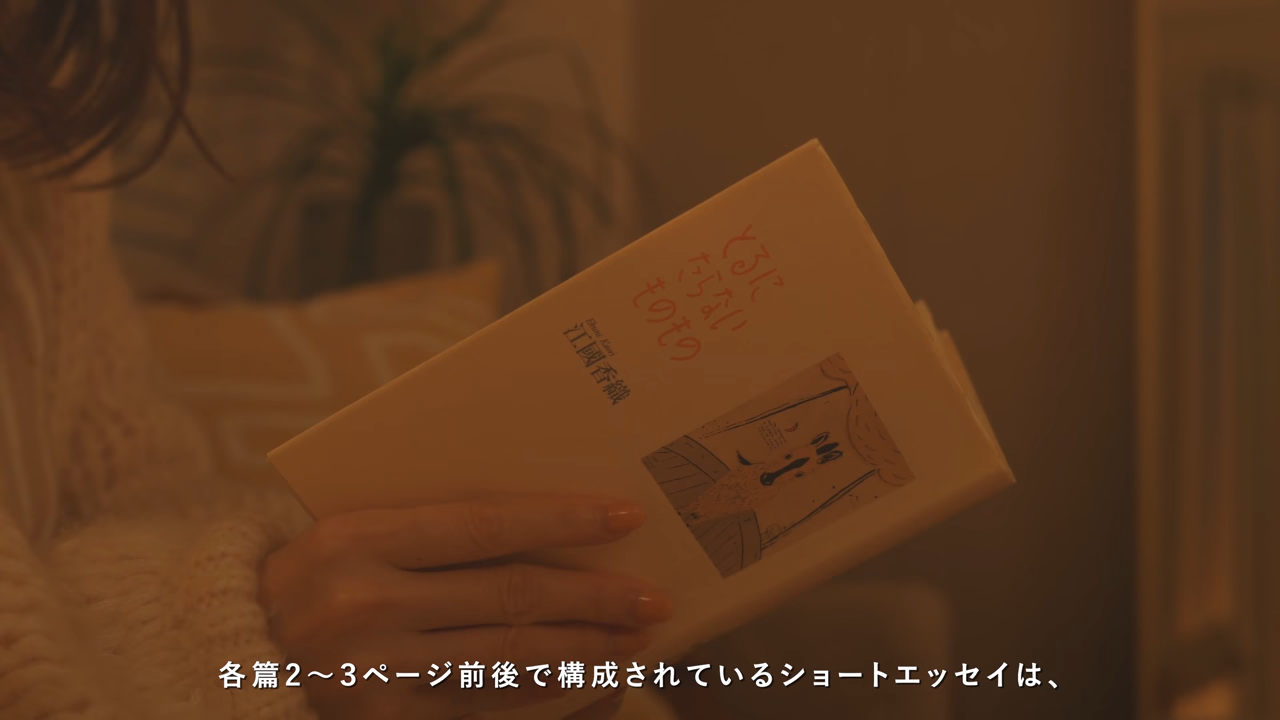 とるに
たらない
ものもの
Ekuni Kaori
江國香織
各篇2〜3ページ前後で構成されているショートエッセイは、